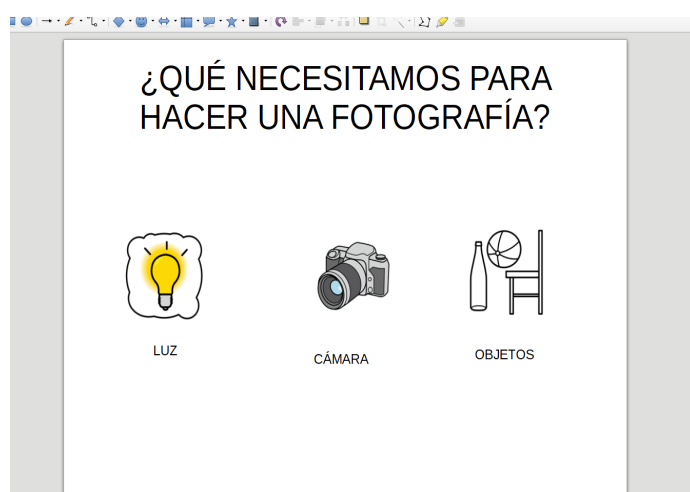 ¿QUÉ NECESITAMOS PARA
HACER UNA FOTOGRAFÍA?
LUZ
CÁMARA
OBJETOS